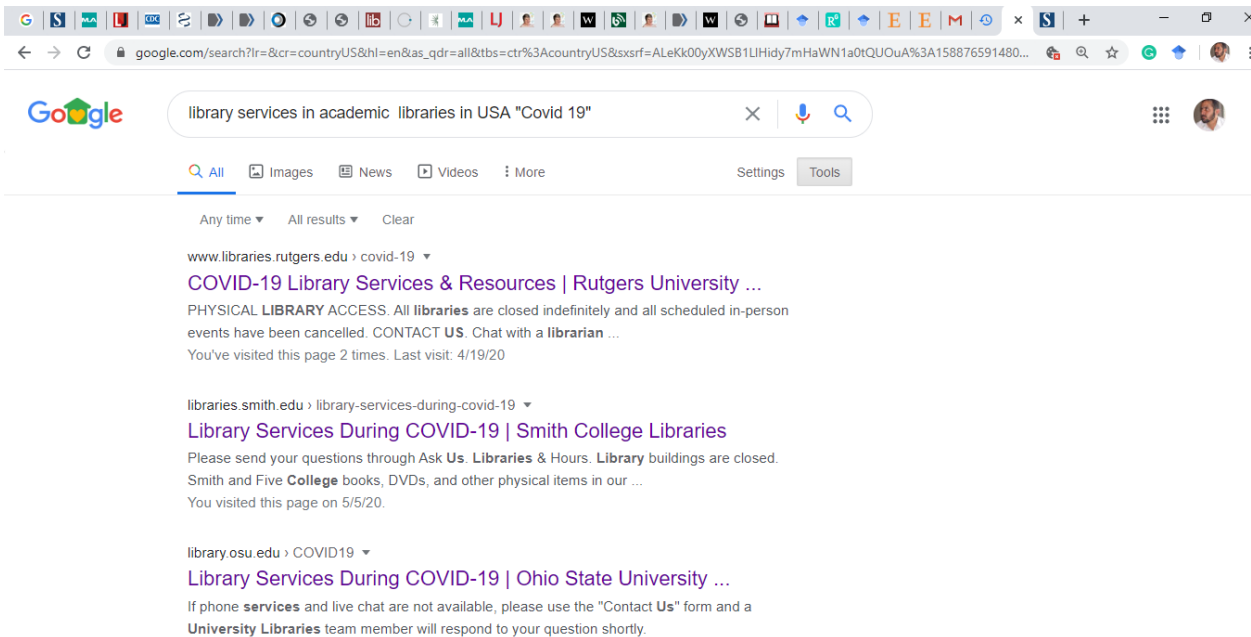 google.com/search?lr=&cr=countryUS&hl=en&as_qdr=all&tbs=ctr%3AcountryUS&sxsrf=ALeKk00yXWSB1LIHidy7mHaWN1a0tQUOuA%3A158876591480...
Google
library services in academic  libraries in USA "Covid 19"
All Images News Videos More Settings Tools
Any time All results Clear
www.libraries.rutgers.edu › covid-19
COVID-19 Library Services & Resources | Rutgers University ...
PHYSICAL LIBRARY ACCESS. All libraries are closed indefinitely and all scheduled in-person
events have been cancelled. CONTACT US. Chat with a librarian ...
You've visited this page 2 times. Last visit: 4/19/20
libraries.smith.edu › library-services-during-covid-19
Library Services During COVID-19 | Smith College Libraries
Please send your questions through Ask Us. Libraries & Hours. Library buildings are closed.
Smith and Five College books, DVDs, and other physical items in our ...
You visited this page on 5/5/20.
library.osu.edu › COVID19
Library Services During COVID-19 | Ohio State University ...
If phone services and live chat are not available, please use the "Contact Us" form and a
University Libraries team member will respond to your question shortly.